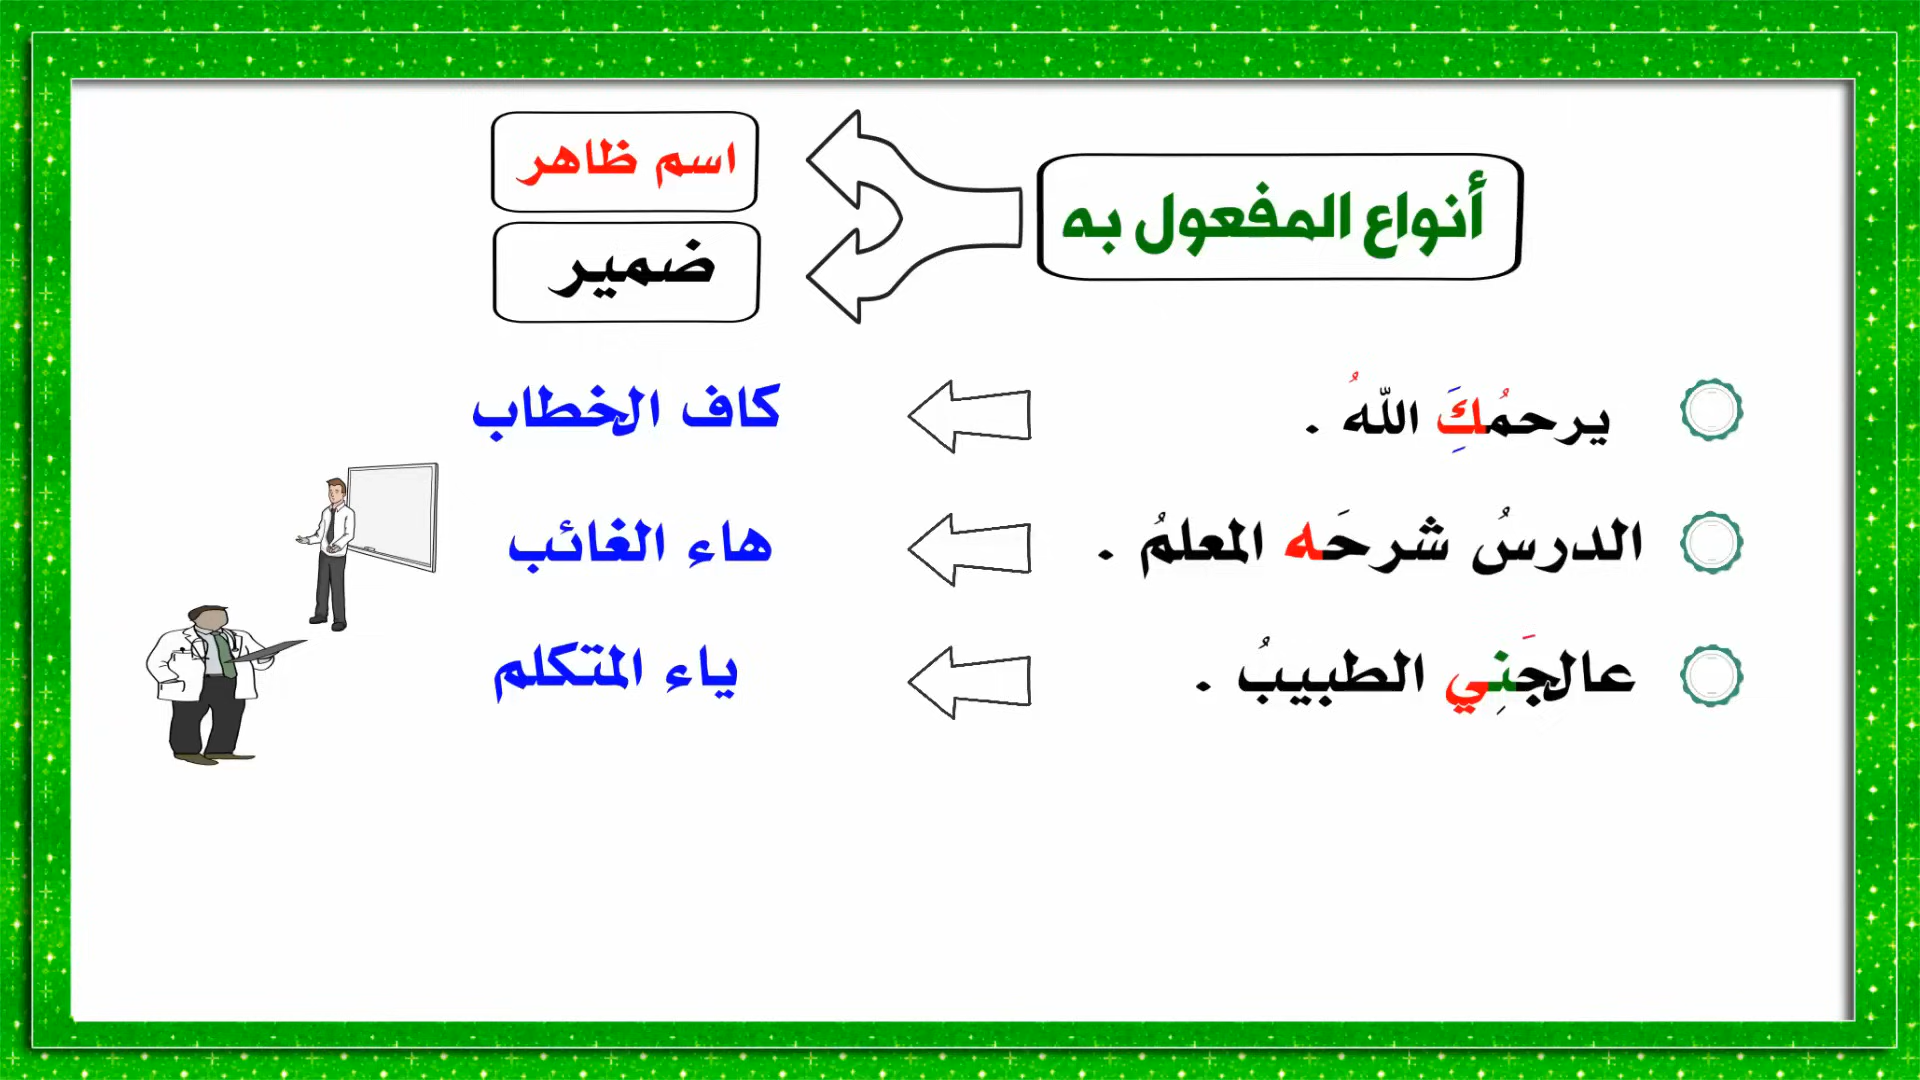 أنواع المفعول به
اسم ظاهر
ضمير
يرحمُكَِ اللّهُُ .
كاف الخطاب
الدرسُ شرحَه المعلمُ .
هاء الغائب
عالجَنِي الطبيبُ .
ياء المتكلم